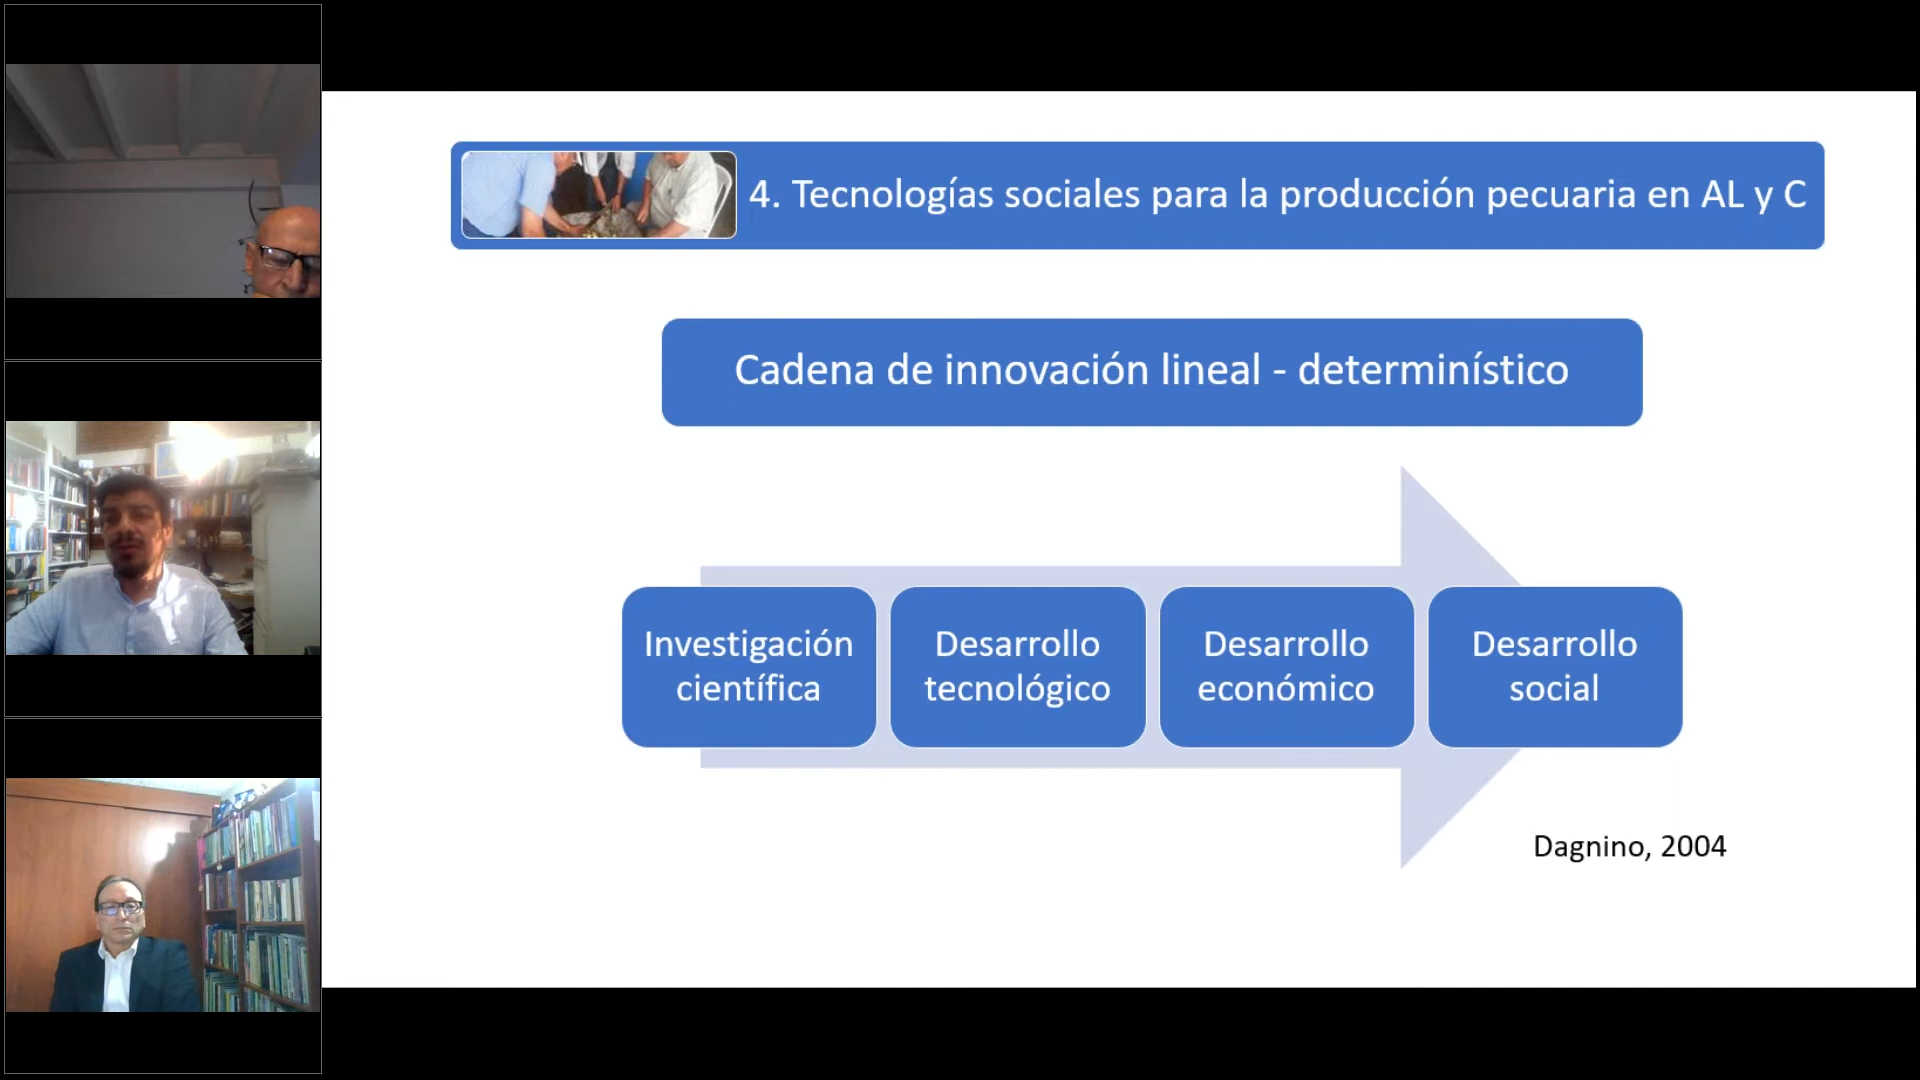 4. Tecnologías sociales para la producción pecuaria en AL y C
Cadena de innovación lineal - determinístico
Investigación
científica
Desarrollo
tecnológico
Desarrollo
económico
Desarrollo
social
Dagnino, 2004